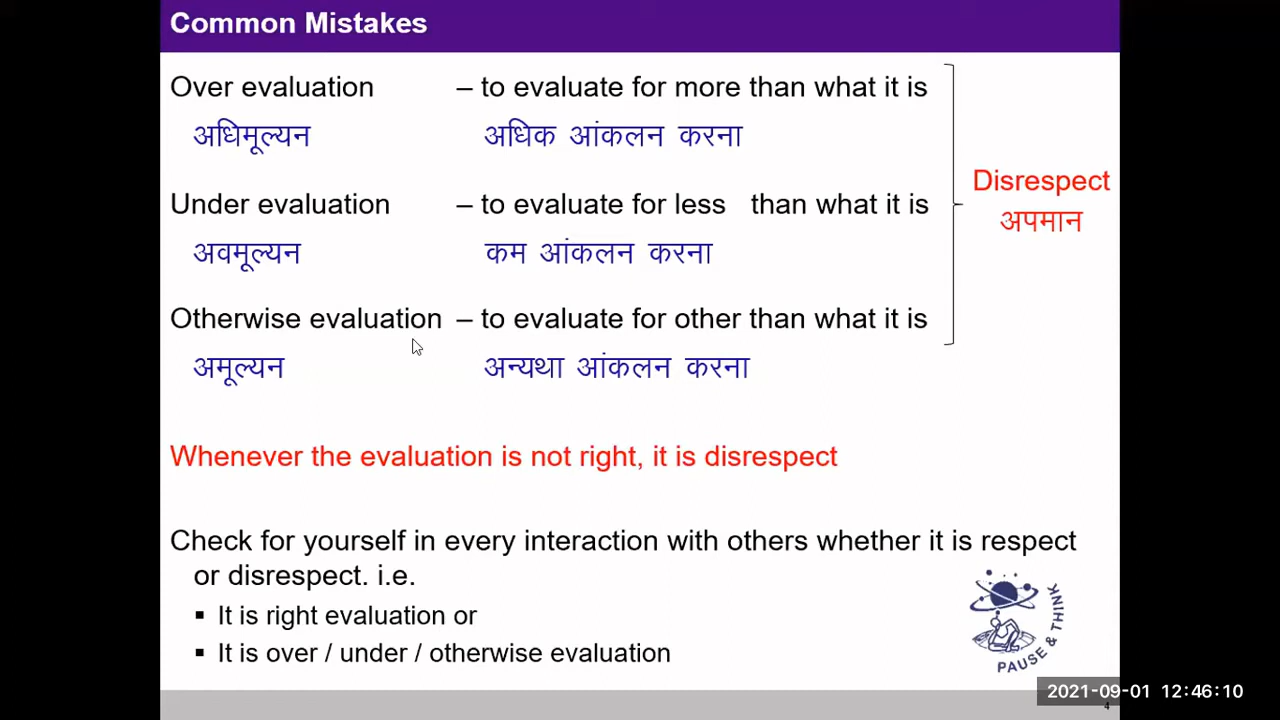 Common Mistakes
Over evaluation – to evaluate for more than what it is
अधिमूल्यन अधिक आंकलन करना
Disrespect
अपमान
Under evaluation – to evaluate for less than what it is
अवमूल्यन कम आंकलन करना
Otherwise evaluation – to evaluate for other than what it is
अमूल्यन अन्यथा आंकलन करना
Whenever the evaluation is not right, it is disrespect
Check for yourself in every interaction with others whether it is respect
or disrespect. i.e.
▪ It is right evaluation or
▪ It is over / under / otherwise evaluation
PAUSE & THINK
2021-09-01 12:46:10
4